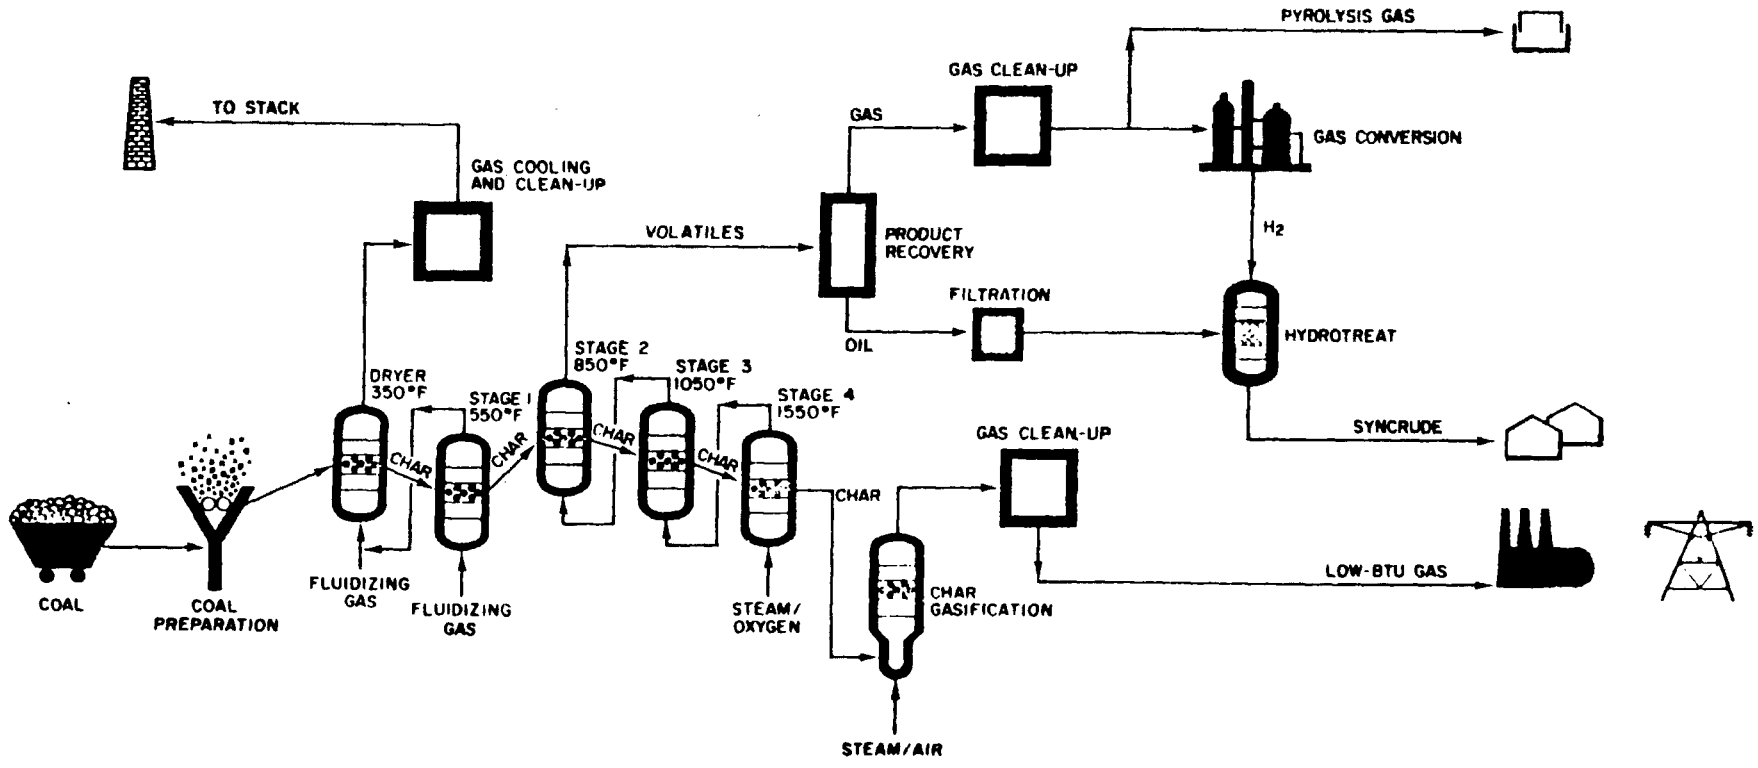 PYROLYSIS GAS
GAS CLEAN-UP
TO STACK
GAS
GAS CONVERSION
GAS COOLING
AND CLEAN-UP
H2
VOLATILES
PRODUCT
RECOVERY
FILTRATION
OIL
HYDROTREAT
STAGE 2
850°F
STAGE 3
1050°F
DRYER
350°F
STAGE 1
550°F
STAGE 4
1550°F
CHAR
CHAR
CHAR
CHAR
SYNCRUDE
GAS CLEAN-UP
CHAR
LOW-BTU GAS
FLUIDIZING
GAS
FLUIDIZING
GAS
STEAM/
OXYGEN
CHAR
GASIFICATION
COAL
COAL
PREPARATION
STEAM/AIR